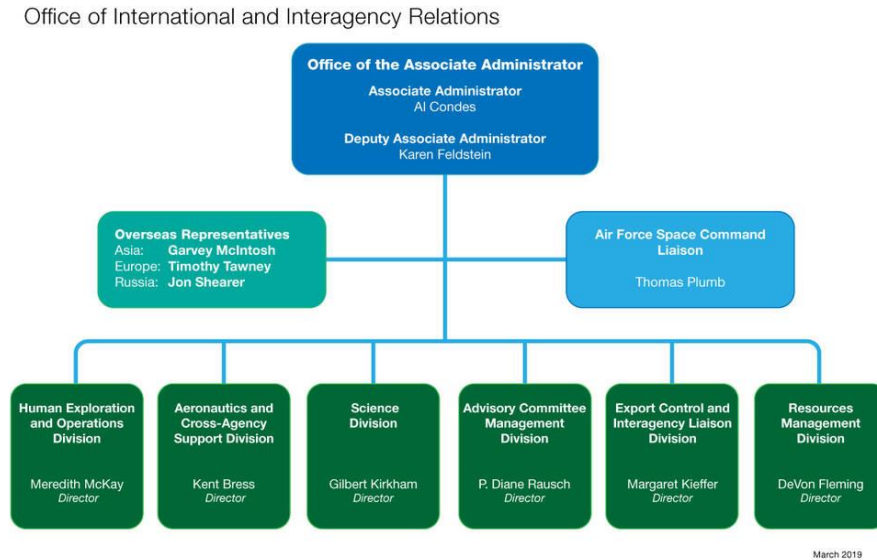 Office of International and Interagency Relations
Office of the Associate Administrator
Associate Administrator
Al Condes
Deputy Associate Administrator
Karen Feldstein
Overseas Representatives
Asia: Garvey McIntosh
Europe: Timothy Tawney
Russia: Jon Shearer
Air Force Space Command
Liaison
Thomas Plumb
Human Exploration
and Operations
Division
Meredith McKay
Director
Aeronautics and
Cross-Agency
Support Division
Kent Bress
Director
Science
Division
Gilbert Kirkham
Director
Advisory Committee
Management
Division
P. Diane Rausch
Director
Export Control and
Interagency Liaison
Division
Margaret Kieffer
Director
Resources
Management
Division
DeVon Fleming
Director
March 2019